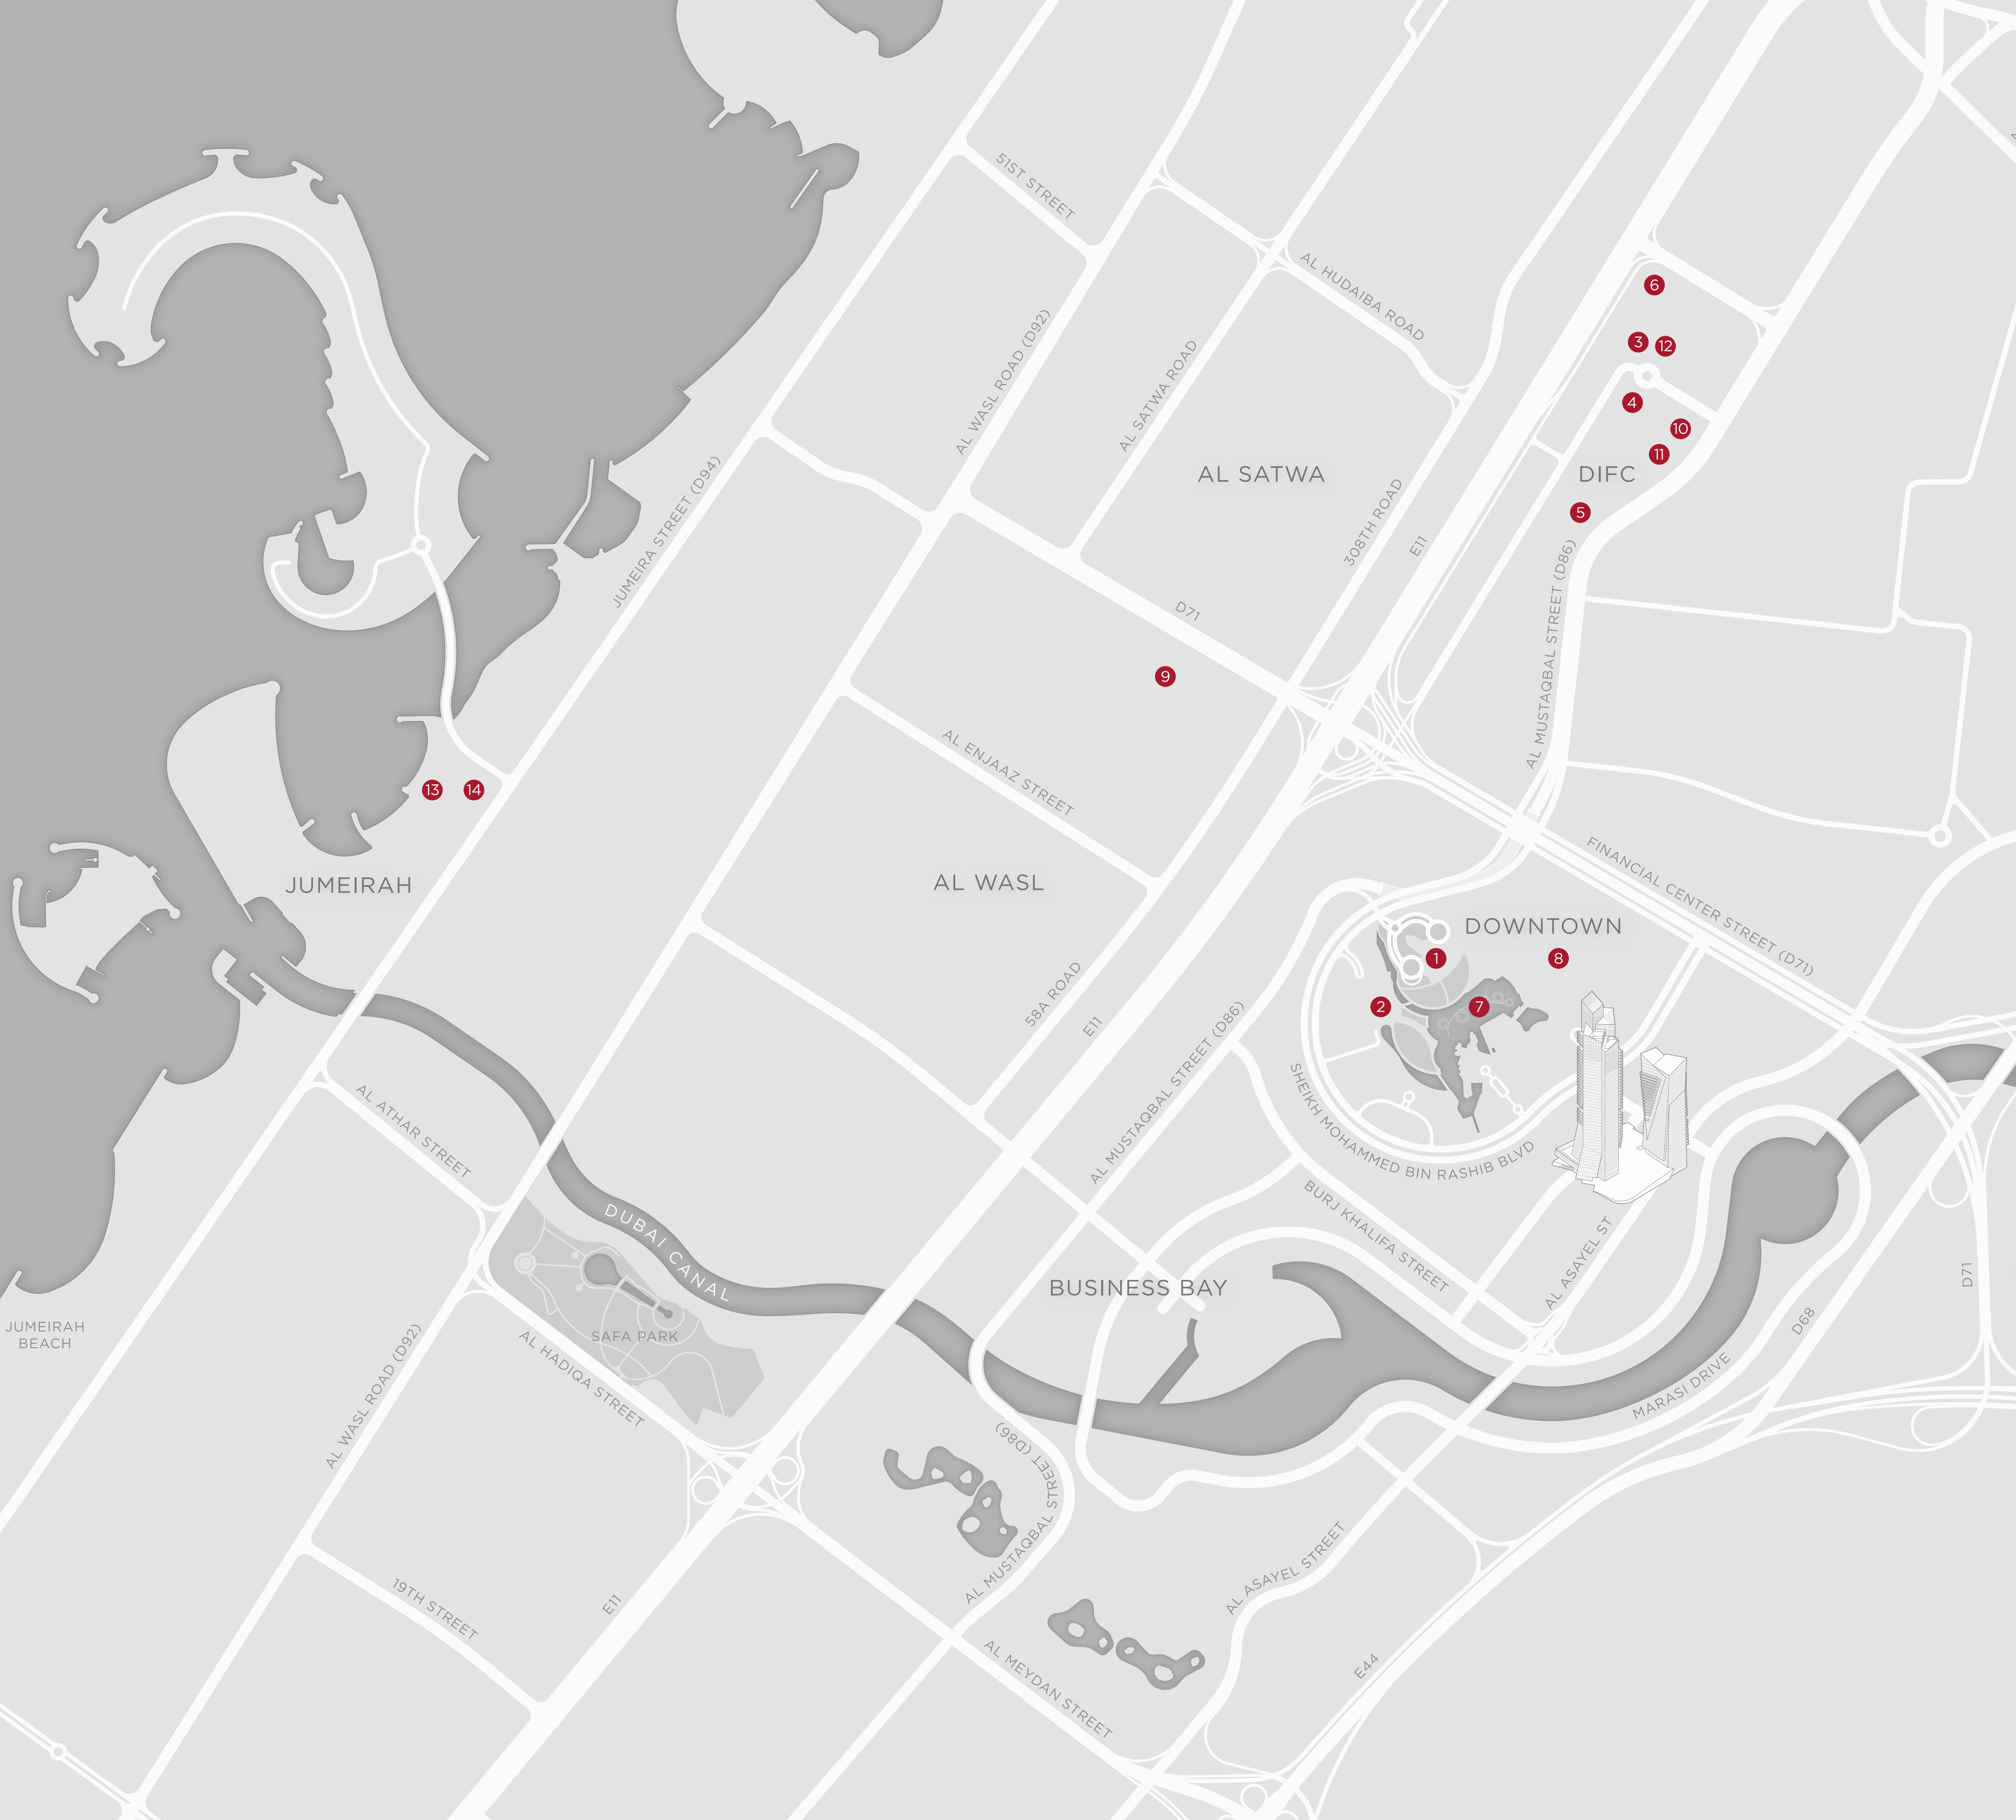 51ST STREET
AL HUDAIBA ROAD
6
3
12
4
10
11
AL WASL ROAD (D92)
AL SATWA ROAD
AL SATWA
DIFC
5
JUMEIRA STREET (D94)
308TH ROAD
E11
AL MUSTAQBAL STREET (D86)
D71
9
AL ENJAAZ STREET
13
14
JUMEIRAH
AL WASL
FINANCIAL CENTER STREET (D71)
DOWNTOWN
1
8
2
7
58A ROAD
E11
AL MUSTAQBAL STREET (D86)
SHEIKH MOHAMMED BIN RASHIB BLVD
AL ATHAR STREET
DUBAI CANAL
BURJ KHALIFA STREET
AL ASAYEL ST
BUSINESS BAY
D71
D68
JUMEIRAH
BEACH
SAFA PARK
AL HADIQA STREET
AL WASL ROAD (D92)
MARASI DRIVE
AL MUSTAQBAL STREET (D86)
AL ASAYEL STREET
19TH STREET
E11
AL MEYDAN STREET
E44